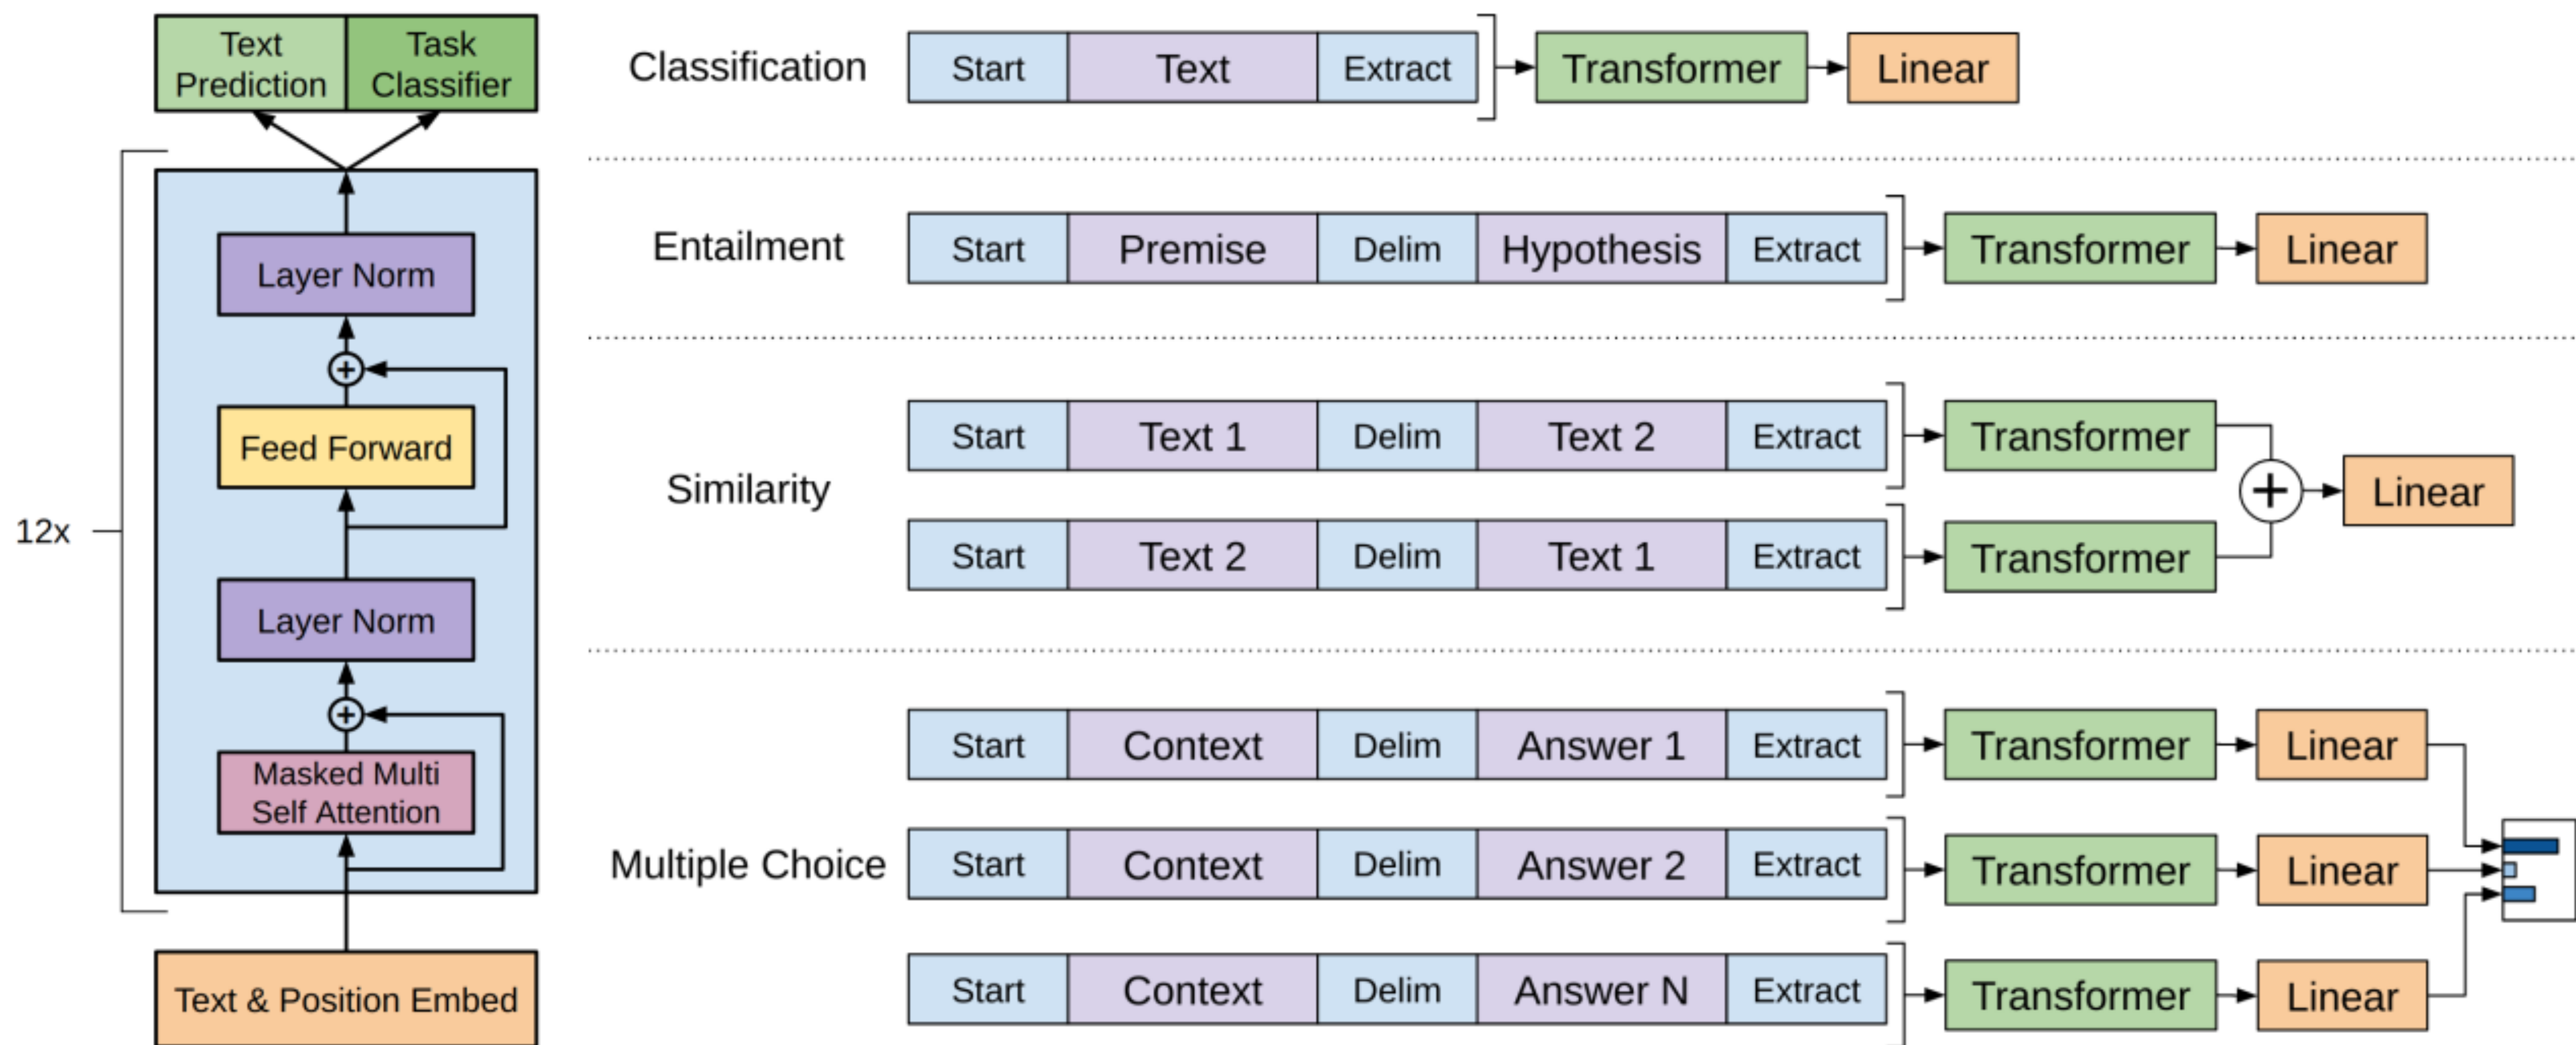 Text
Prediction
Task
Classifier
Layer Norm
Feed Forward
12x
Layer Norm
Masked Multi
Self Attention
Text & Position Embed
Classification
Start Text Extract Transformer Linear
Entailment
Start Premise Delim Hypothesis Extract Transformer Linear
Similarity
Start Text 1 Delim Text 2 Extract Transformer
+ Linear
Start Text 2 Delim Text 1 Extract Transformer
Multiple Choice
Start Context Delim Answer 1 Extract Transformer Linear
Start Context Delim Answer 2 Extract Transformer Linear
Start Context Delim Answer N Extract Transformer Linear